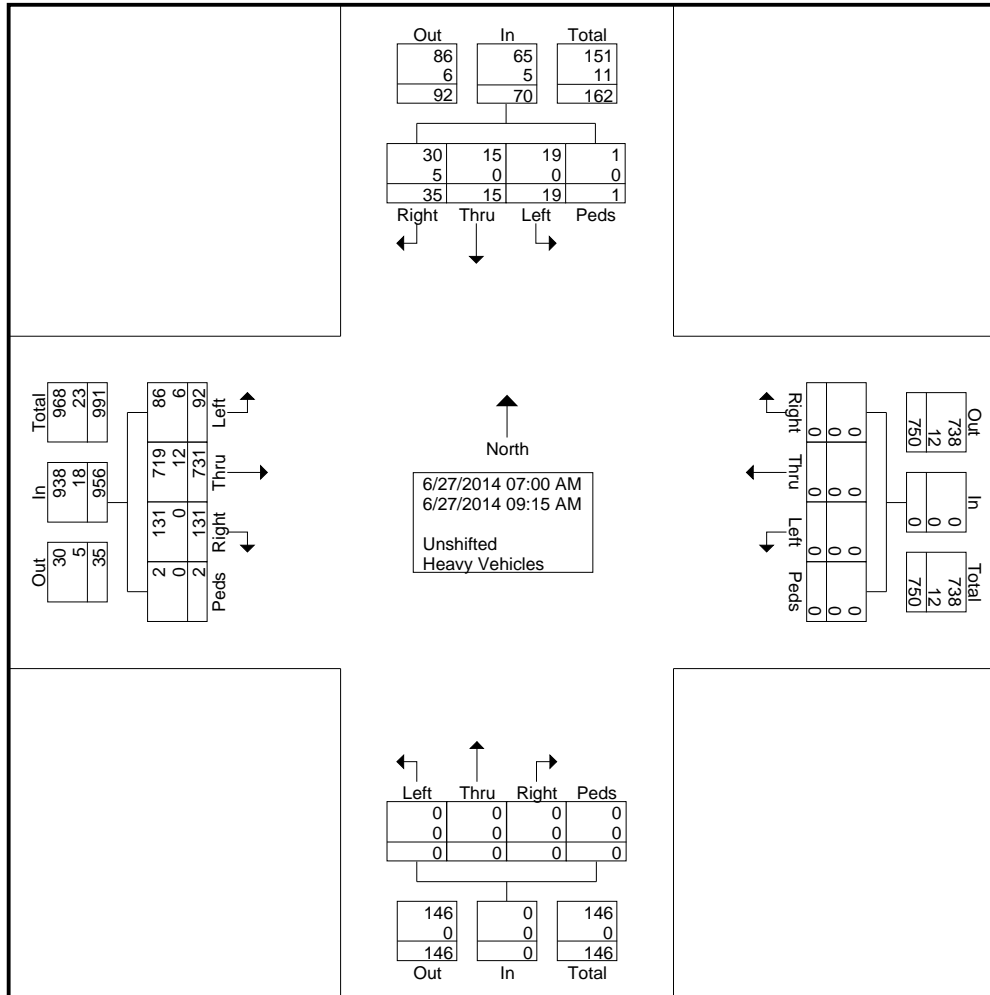 Out In Total
86 65 151
6 5 11
92 70 162
30 15 19 1
5 0 0 0
35 15 19 1
Right Thru Left Peds
Total
968
23
991
In
938
18
956
Out
30
5
35
86
6
92
Left
719
12
731
Thru
131
0
131
Right
2
0
2
Peds
North
6/27/2014 07:00 AM
6/27/2014 09:15 AM
Unshifted
Heavy Vehicles
Right
0
0
0
Thru
0
0
0
Left
0
0
0
Peds
0
0
0
Out
738
12
750
In
0
0
0
Total
738
12
750
Left Thru Right Peds
0 0 0 0
0 0 0 0
0 0 0 0
146 0 146
0 0 0
146 0 146
Out In Total